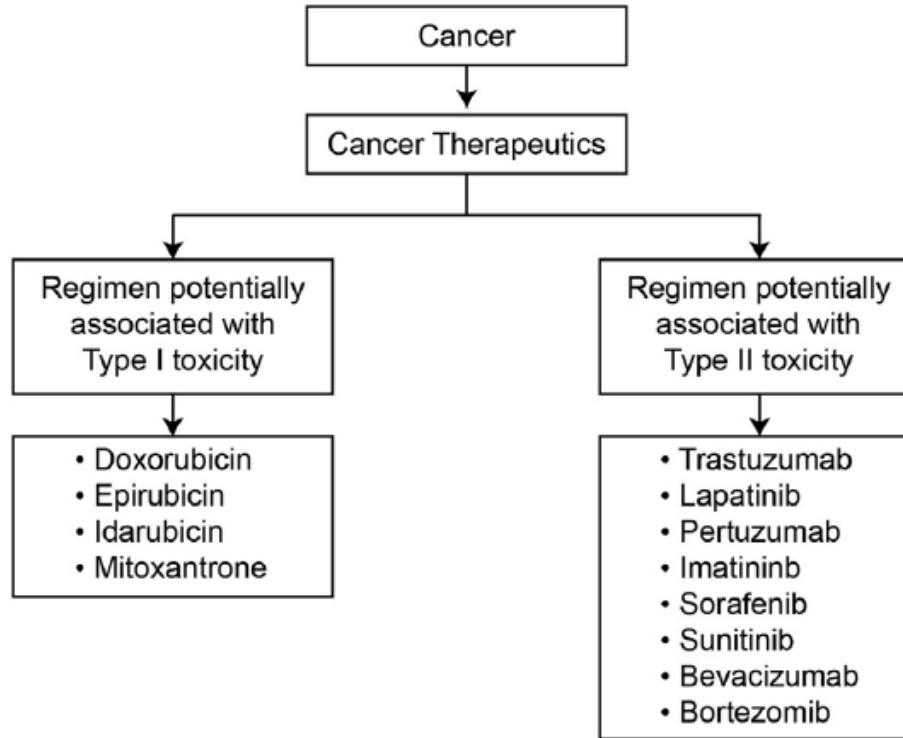 Cancer
Cancer Therapeutics
Regimen potentially
associated with
Type I toxicity
• Doxorubicin
• Epirubicin
• Idarubicin
• Mitoxantrone
Regimen potentially
associated with
Type II toxicity
• Trastuzumab
• Lapatinib
• Pertuzumab
• Imatininb
• Sorafenib
• Sunitinib
• Bevacizumab
• Bortezomib